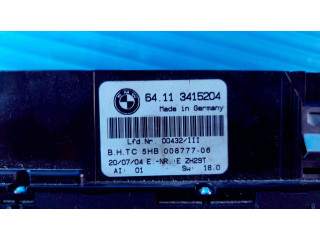 BMW
64.11 3415204
Made in Germany
Lfd.Nr. 00432/III
B.H.TC 5HB 008777-06
20/07/04 E -NR. E ZH29T
AI: 01 Sw: 18.0